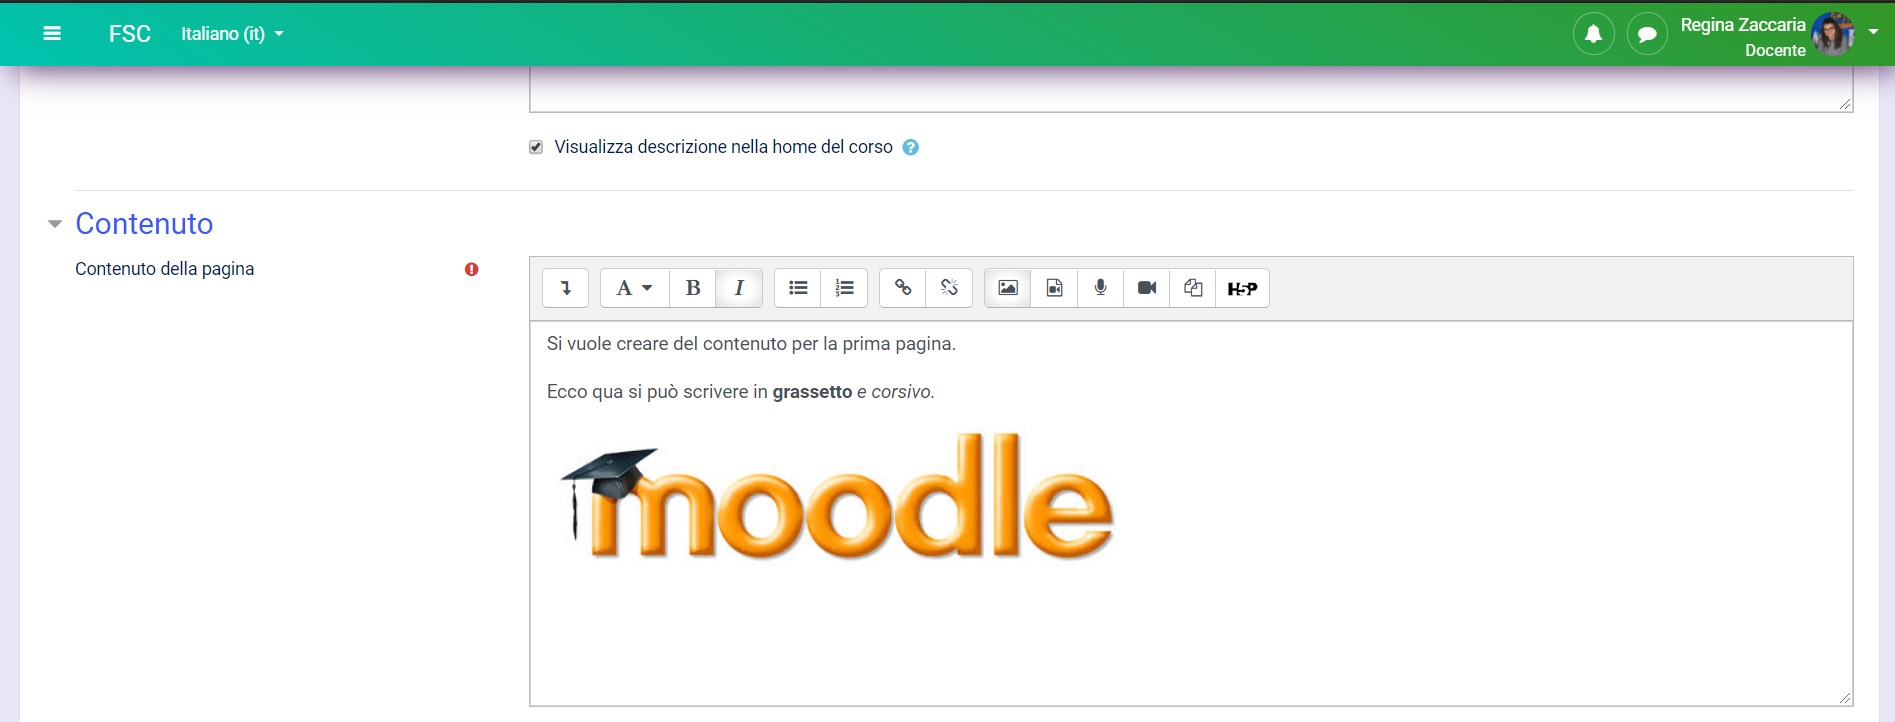 FSC Italiano (it)
Regina Zaccaria
Docente
Visualizza descrizione nella home del corso
Contenuto
Contenuto della pagina
A B I H5P
Si vuole creare del contenuto per la prima pagina.
Ecco qua si può scrivere in grassetto e corsivo.
moodle